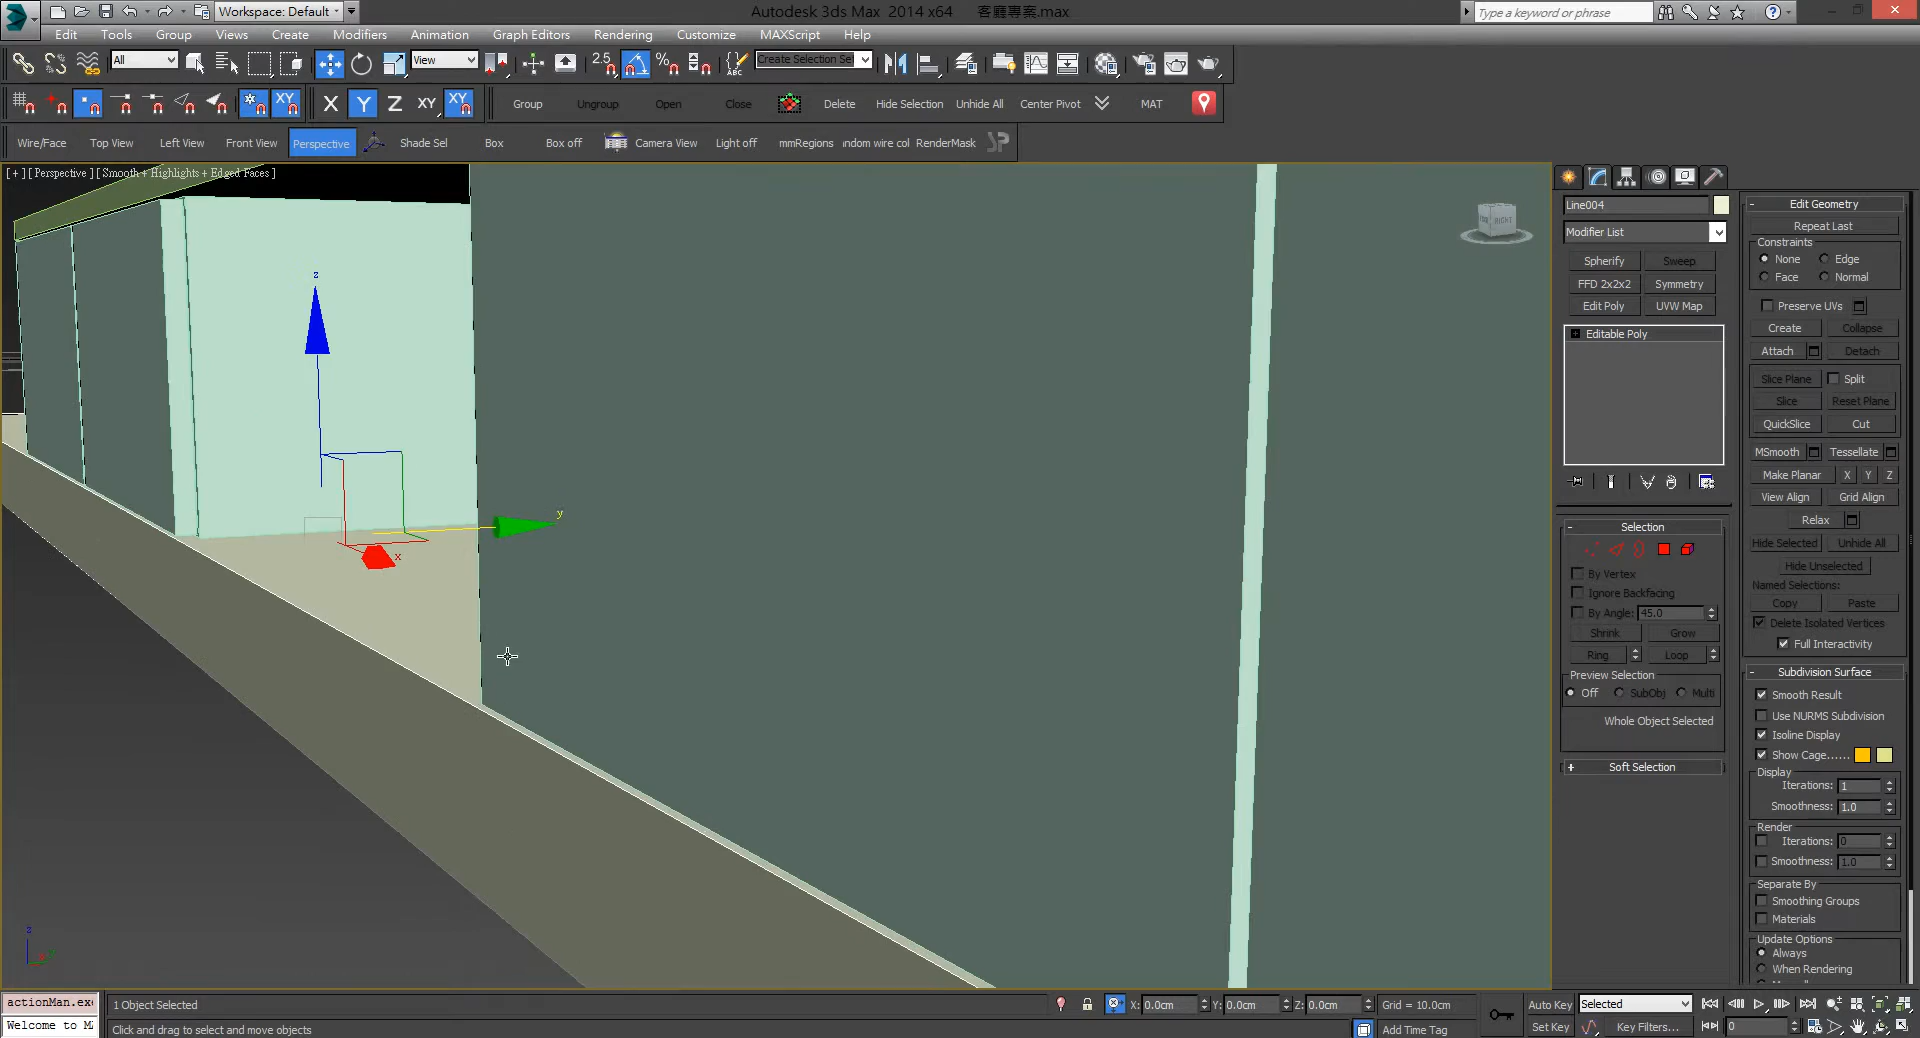 Workspace: Default
Autodesk 3ds Max 2014 x64 客廳專案.max
Type a keyword or phrase
Edit Tools Group Views Create Modifiers Animation Graph Editors Rendering Customize MAXScript Help
All View 2.5 Create Selection Set
X Y Z XY XY Group Ungroup Open Close Delete Hide Selection Unhide All Center Pivot MAT
Wire/Face Top View Left View Front View Perspective Shade Sel Box Box off Camera View Light off mmRegions andom wire col RenderMask
[ + ] [ Perspective ] [ Smooth + Highlights + Edged Faces ]
z
y
x
RIGHT
Line004
Modifier List
Spherify Sweep
FFD 2x2x2 Symmetry
Edit Poly UVW Map
Editable Poly
Selection
By Vertex
Ignore Backfacing
By Angle: 45.0
Shrink Grow
Ring Loop
Preview Selection
Off SubObj Multi
Whole Object Selected
Soft Selection
Edit Geometry
Repeat Last
Constraints
None Edge
Face Normal
Preserve UVs
Create Collapse
Attach Detach
Slice Plane Split
Slice Reset Plane
QuickSlice Cut
MSmooth Tessellate
Make Planar X Y Z
View Align Grid Align
Relax
Hide Selected Unhide All
Hide Unselected
Named Selections:
Copy Paste
Delete Isolated Vertices
Full Interactivity
Subdivision Surface
Smooth Result
Use NURMS Subdivision
Isoline Display
Show Cage......
Display
Iterations: 1
Smoothness: 1.0
Render
Iterations: 0
Smoothness: 1.0
Separate By
Smoothing Groups
Materials
Update Options
Always
When Rendering
actionMan.exe
Welcome to MA
1 Object Selected
Click and drag to select and move objects
X: 0.0cm Y: 0.0cm Z: 0.0cm Grid = 10.0cm
Add Time Tag
Auto Key Selected
Set Key Key Filters... 0